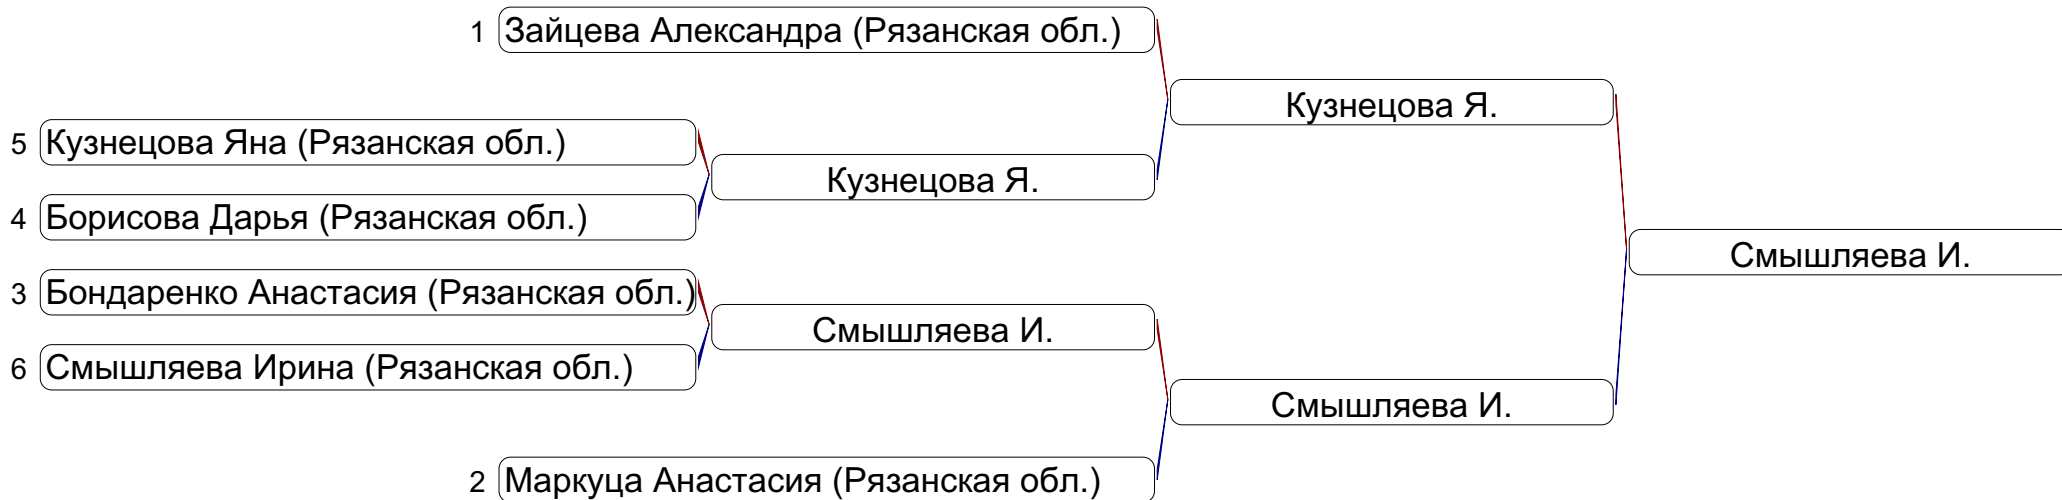 1 Зайцева Александра (Рязанская обл.)
Кузнецова Я.
5 Кузнецова Яна (Рязанская обл.)
Кузнецова Я.
4 Борисова Дарья (Рязанская обл.)
Смышляева И.
3 Бондаренко Анастасия (Рязанская обл.)
Смышляева И.
6 Смышляева Ирина (Рязанская обл.)
Смышляева И.
2 Маркуца Анастасия (Рязанская обл.)